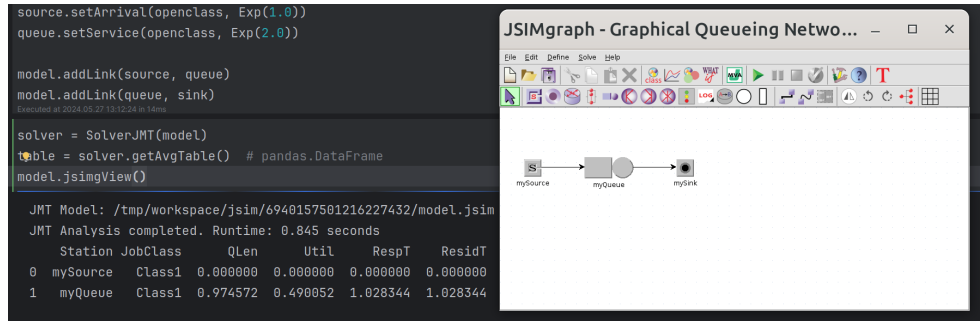 source.setArrival(openclass, Exp(1.0))
queue.setService(openclass, Exp(2.0))
model.addLink(source, queue)
model.addLink(queue, sink)
Executed at 2024.05.27 13:12:24 in 14ms
solver = SolverJMT(model)
table = solver.getAvgTable()  # pandas.DataFrame
model.jsimgView()
JMT Model: /tmp/workspace/jsim/6940157501216227432/model.jsim
JMT Analysis completed. Runtime: 0.845 seconds
Station JobClass QLen Util RespT ResidT
0 mySource Class1 0.000000 0.000000 0.000000 0.000000
1 myQueue Class1 0.974572 0.490052 1.028344 1.028344
JSIMgraph - Graphical Queueing Netwo...
File Edit Define Solve Help
class WHAT IF MVA T
S LOG
S
mySource myQueue mySink